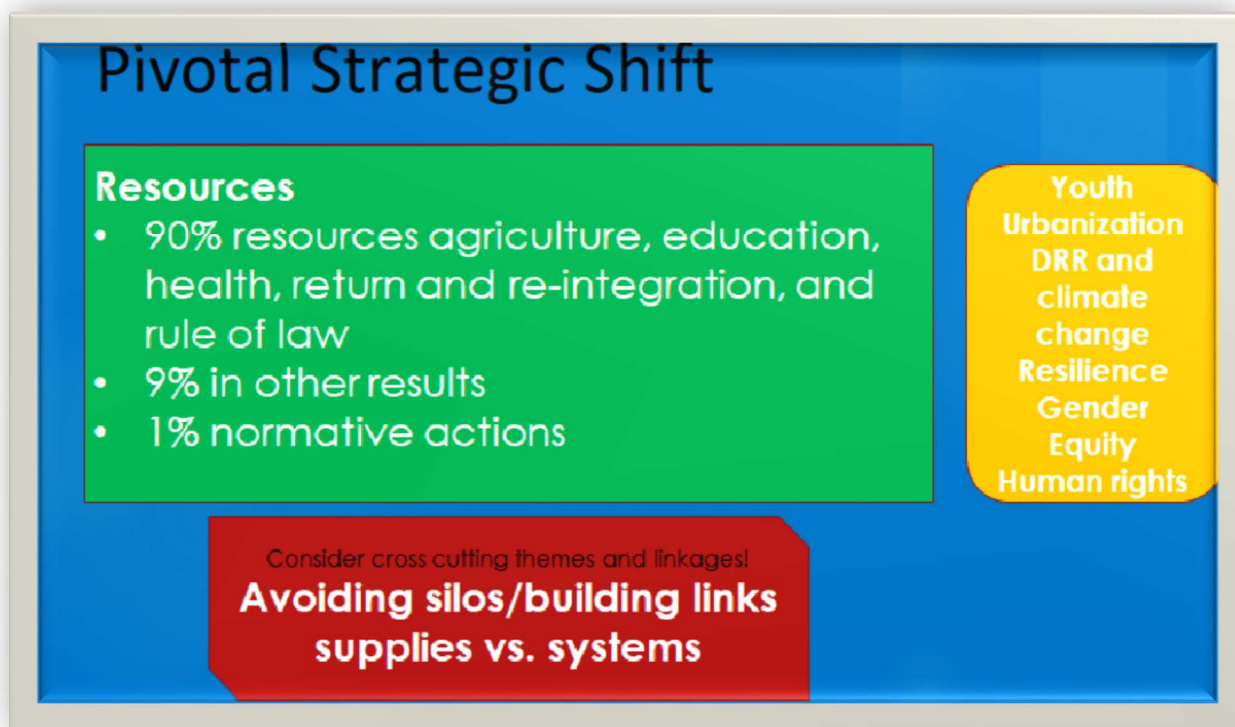 Pivotal Strategic Shift
Resources
• 90% resources agriculture, education,
health, return and re-integration, and
rule of law
• 9% in other results
• 1% normative actions
Youth
Urbanization
DRR and
climate
change
Resilience
Gender
Equity
Human rights
Consider cross cutting themes and linkages!
Avoiding silos/building links
supplies vs. systems